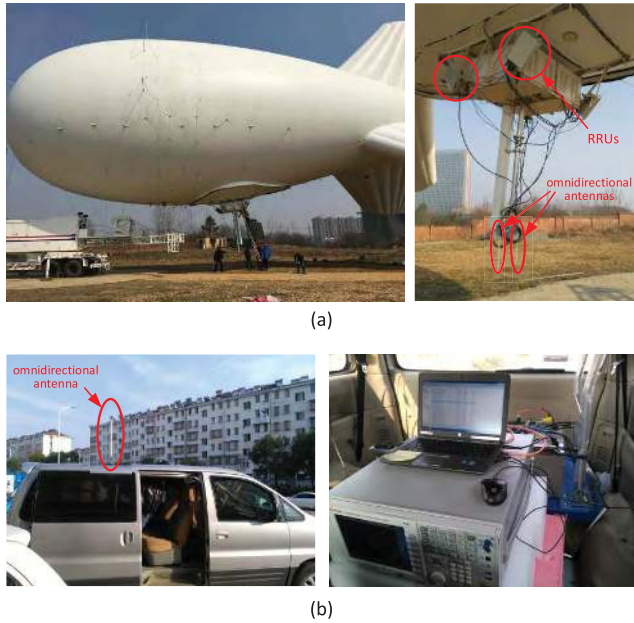 RRUs
omnidirectional
antennas
(a)
omnidirectional
antenna
(b)